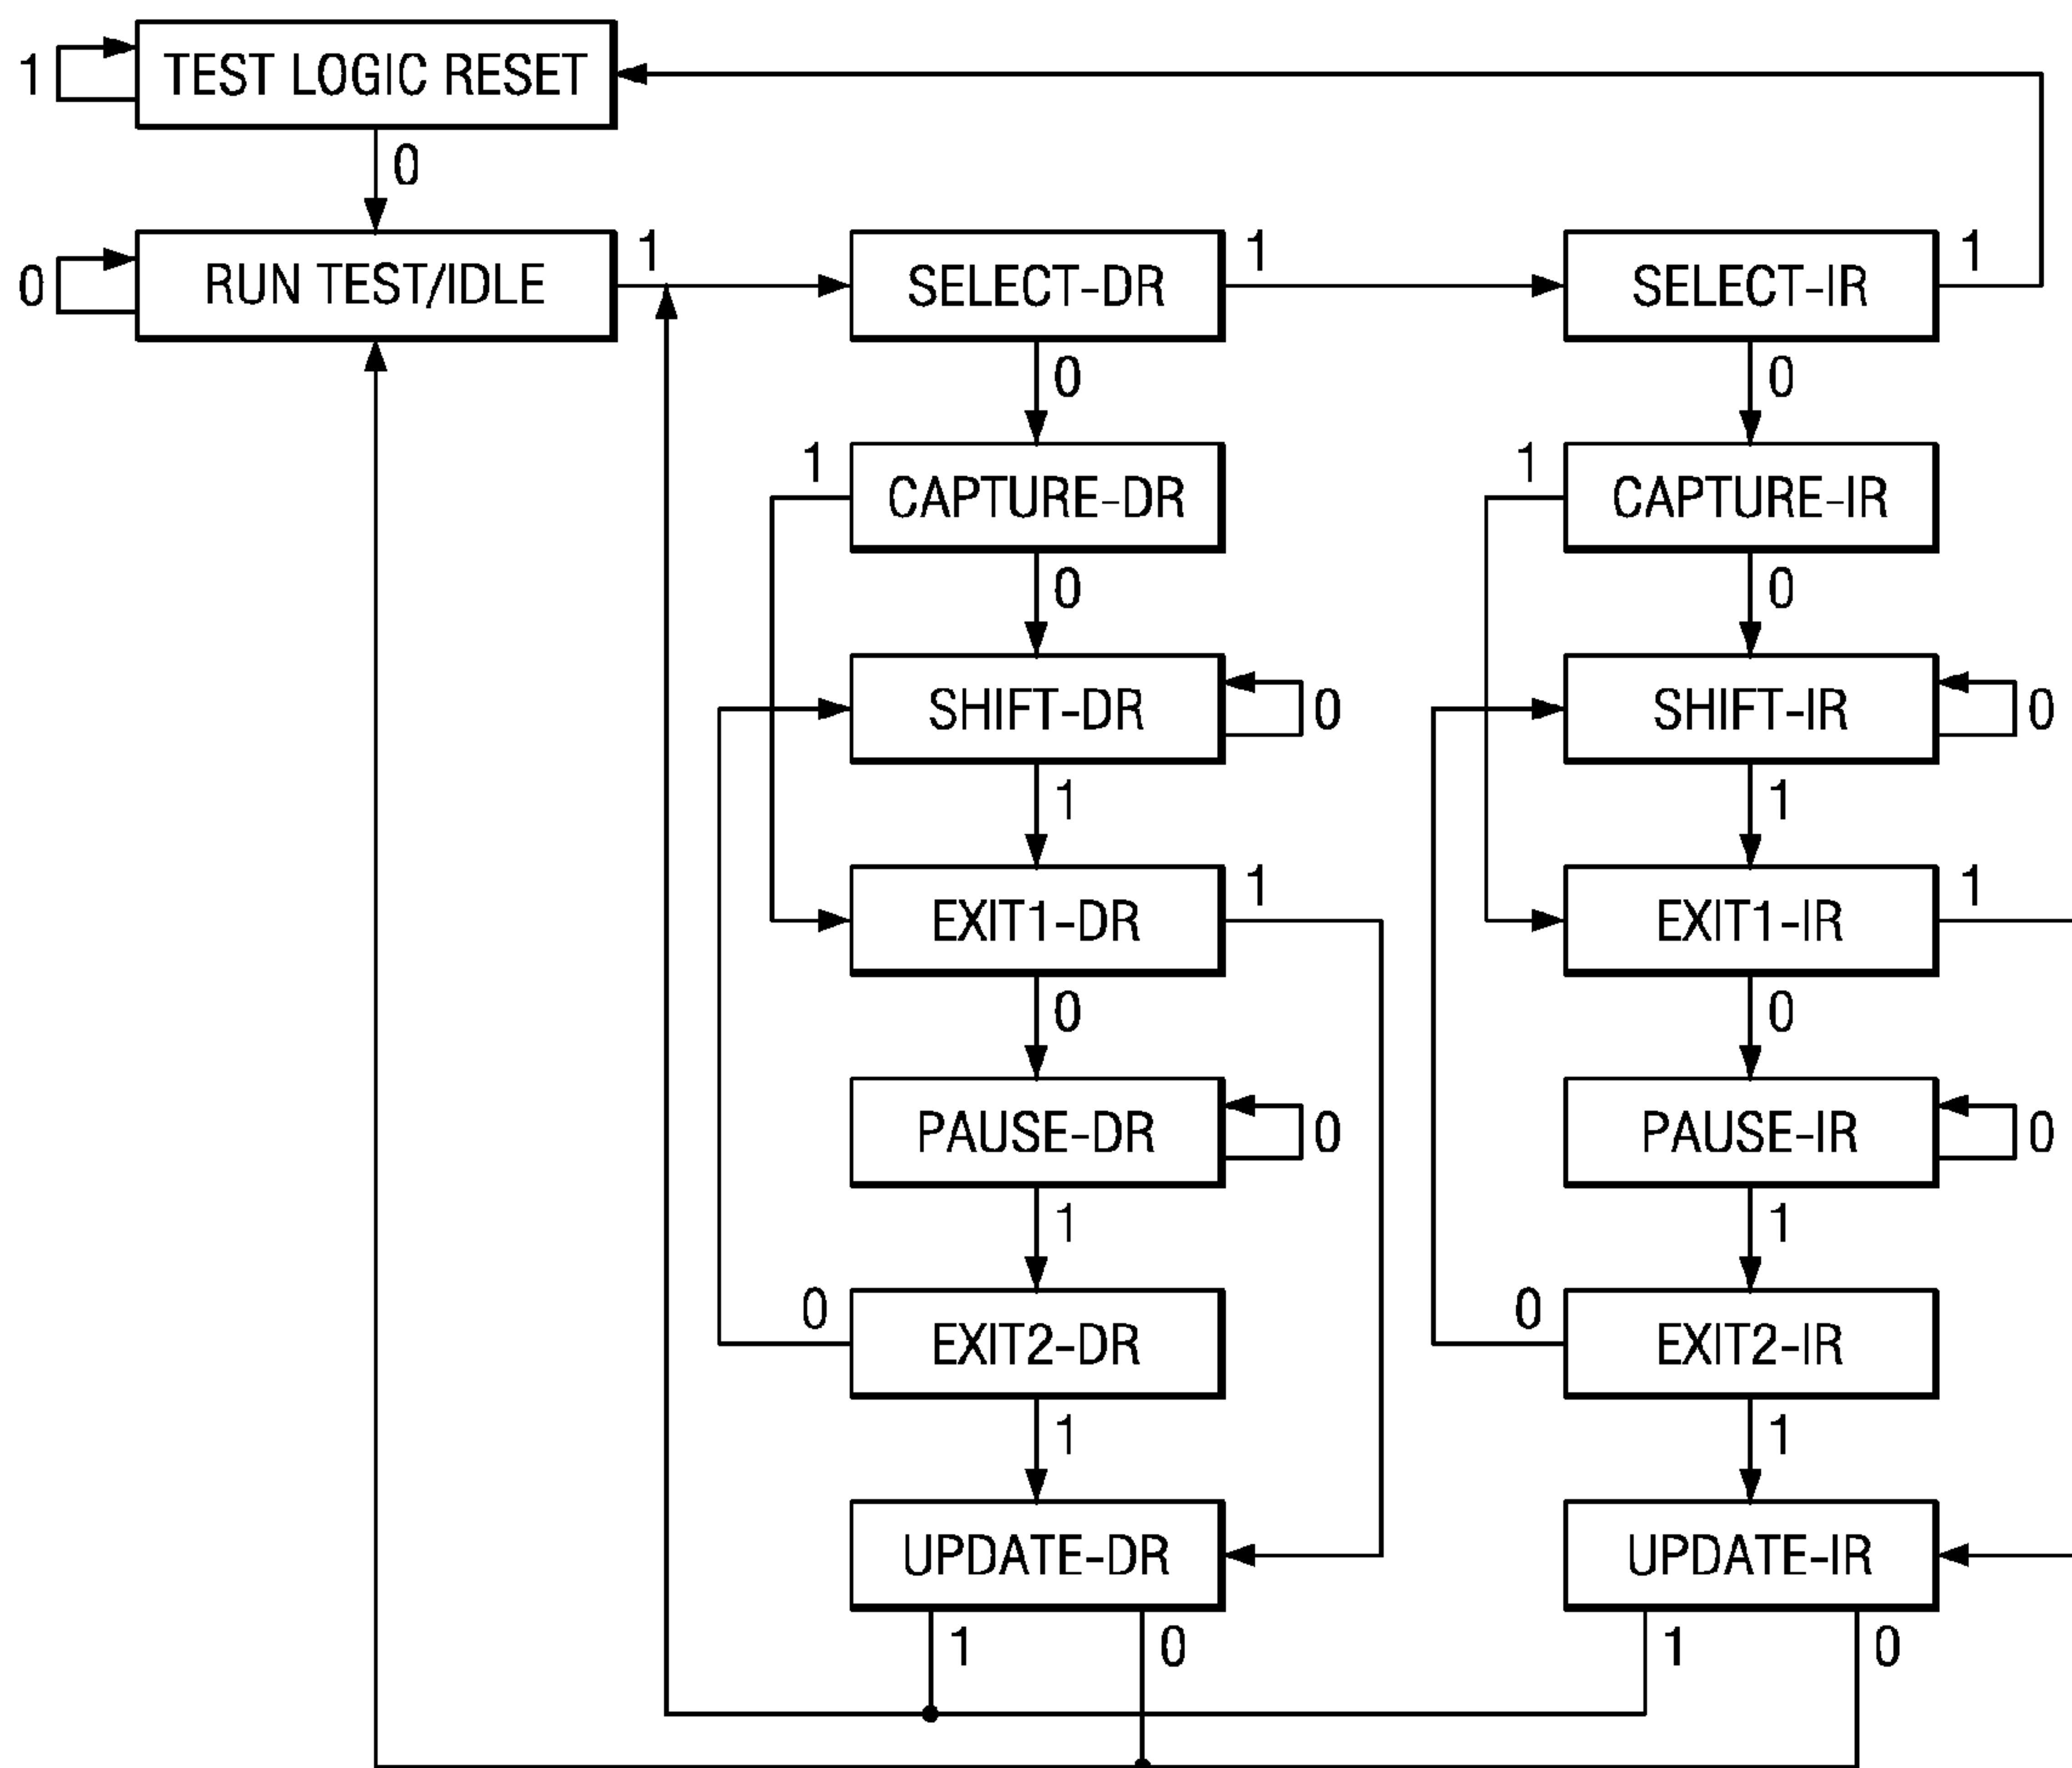 1
TEST LOGIC RESET
0
0
RUN TEST/IDLE
1
SELECT-DR
1
SELECT-IR
1
0
0
1
CAPTURE-DR
1
CAPTURE-IR
0
0
SHIFT-DR
0
SHIFT-IR
0
1
1
EXIT1-DR
1
EXIT1-IR
1
0
0
PAUSE-DR
0
PAUSE-IR
0
1
1
0
EXIT2-DR
0
EXIT2-IR
1
1
UPDATE-DR
UPDATE-IR
1
0
1
0